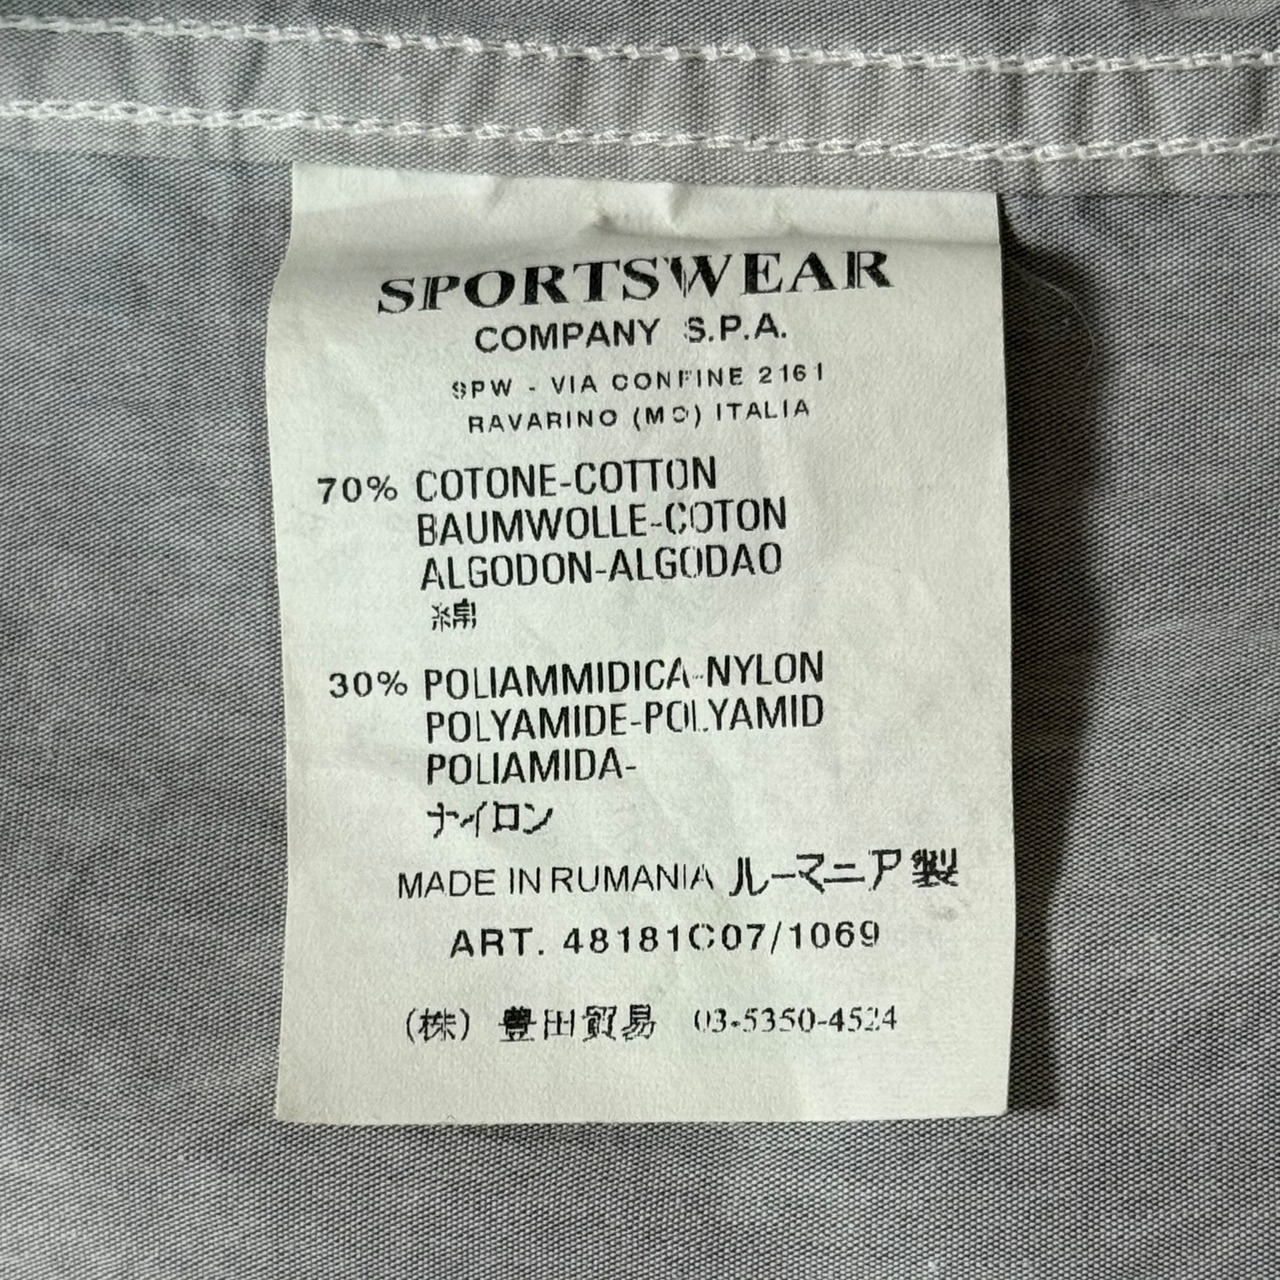 SPORTSWEAR
COMPANY S.P.A.
SPW - VIA CONFINE 2161
RAVARINO (MO) ITALIA
70% COTONE-COTTON
BAUMWOLLE-COTON
ALGODON-ALGODAO
綿
30% POLIAMMIDICA-NYLON
POLYAMIDE-POLYAMID
POLIAMIDA-
ナイロン
MADE IN RUMANIA ルーマニア製
ART. 48181C07/1069
(株) 豊田貿易 03-5350-4524